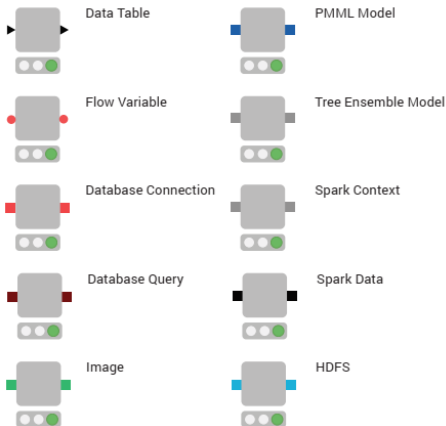 Data Table
PMML Model
Flow Variable
Tree Ensemble Model
Database Connection
Spark Context
Database Query
Spark Data
Image
HDFS